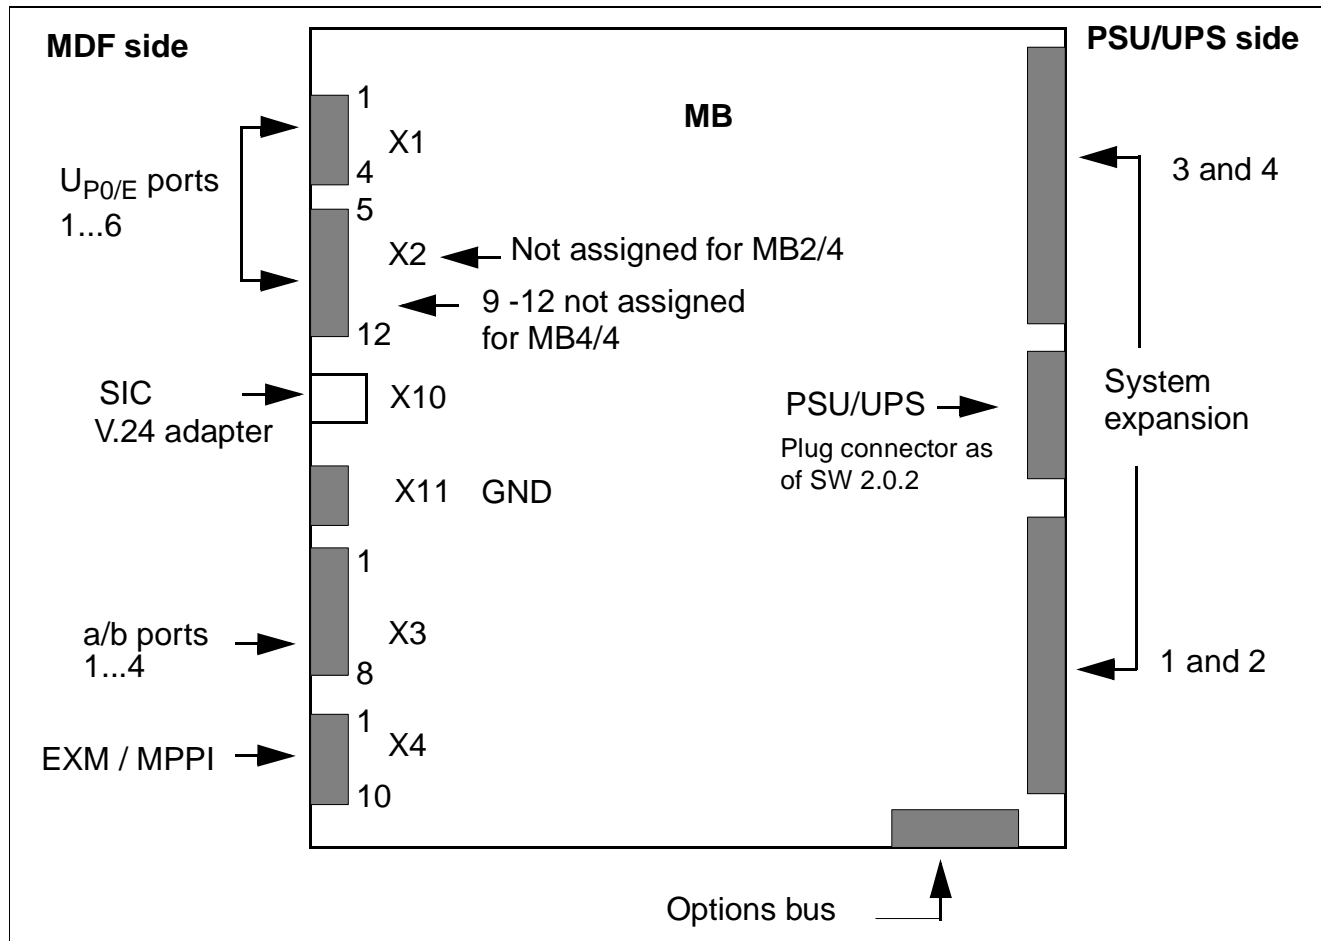 MDF side
PSU/UPS side
MB
1
X1
4
UP0/E ports
1...6
5
X2
Not assigned for MB2/4
9 -12 not assigned
for MB4/4
12
3 and 4
SIC
V.24 adapter
X10
PSU/UPS
Plug connector as
of SW 2.0.2
System
expansion
X11 GND
1
a/b ports
1...4
X3
8
1 and 2
EXM / MPPI
1
X4
10
Options bus